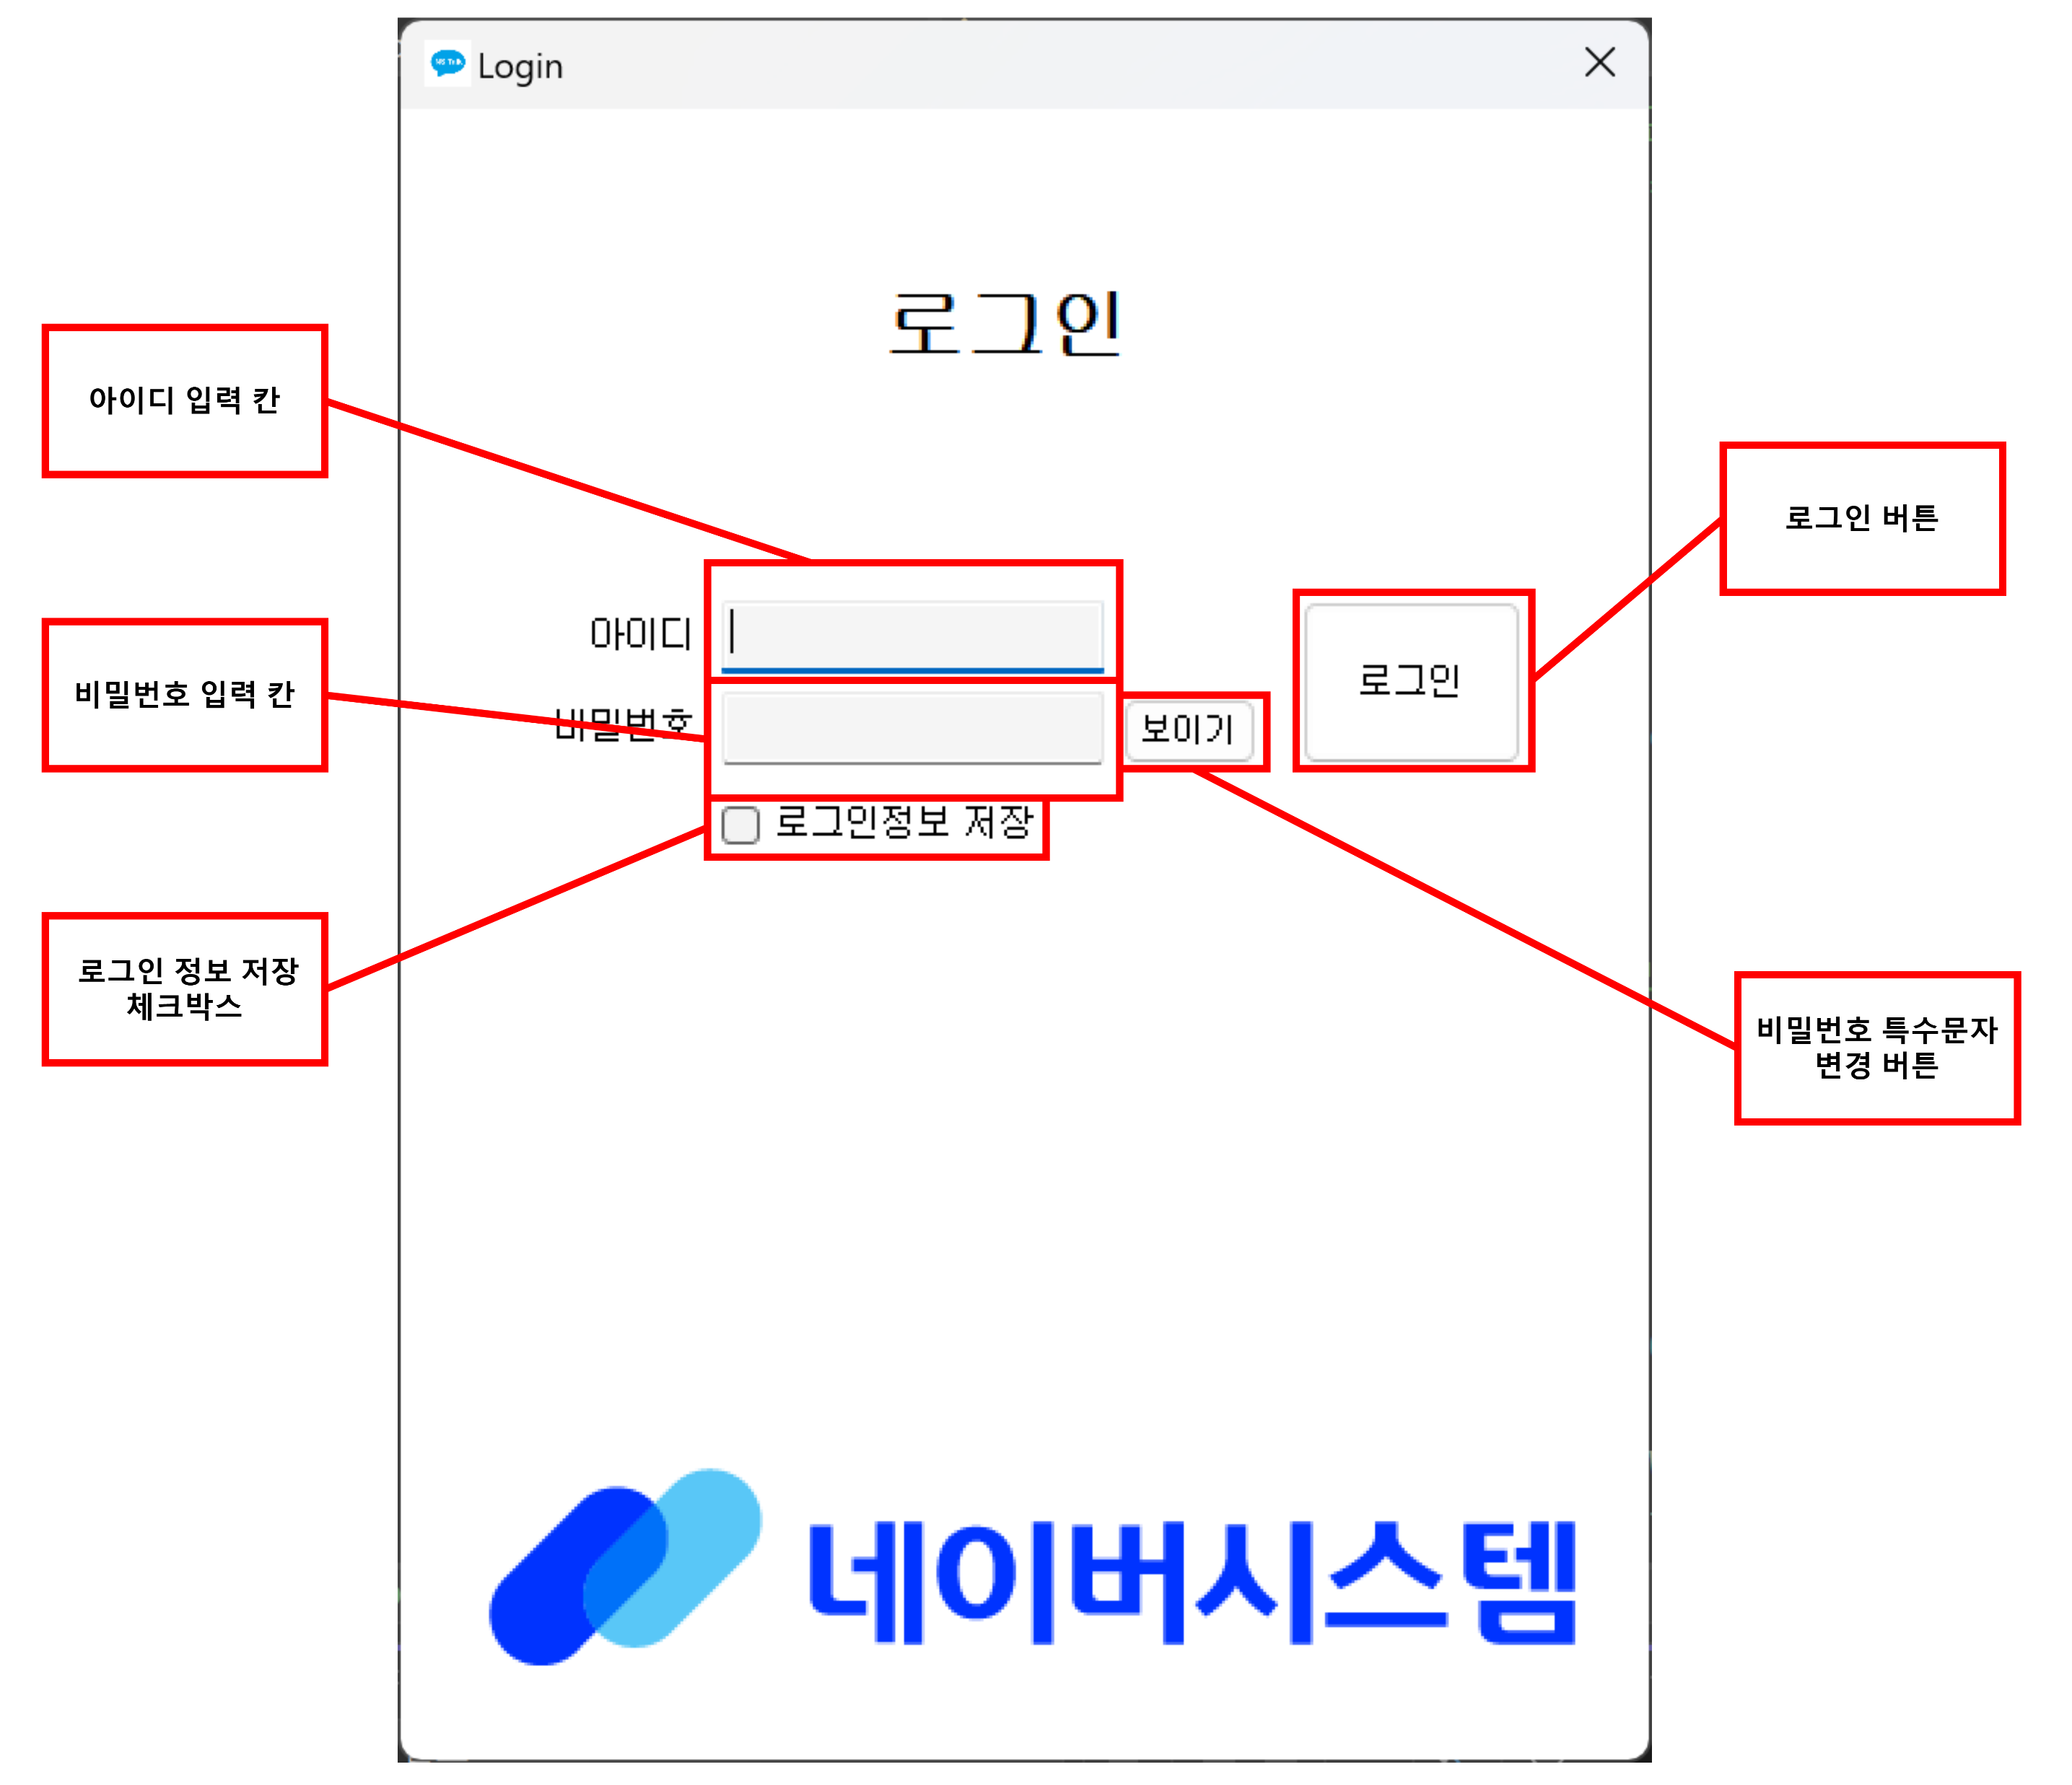 Login
로그인
아이디 입력 칸
로그인 버튼
아이디
로그인
비밀번호 입력 칸
비밀번호
보이기
로그인정보 저장
로그인 정보 저장
체크박스
비밀번호 특수문자
변경 버튼
네이버시스템